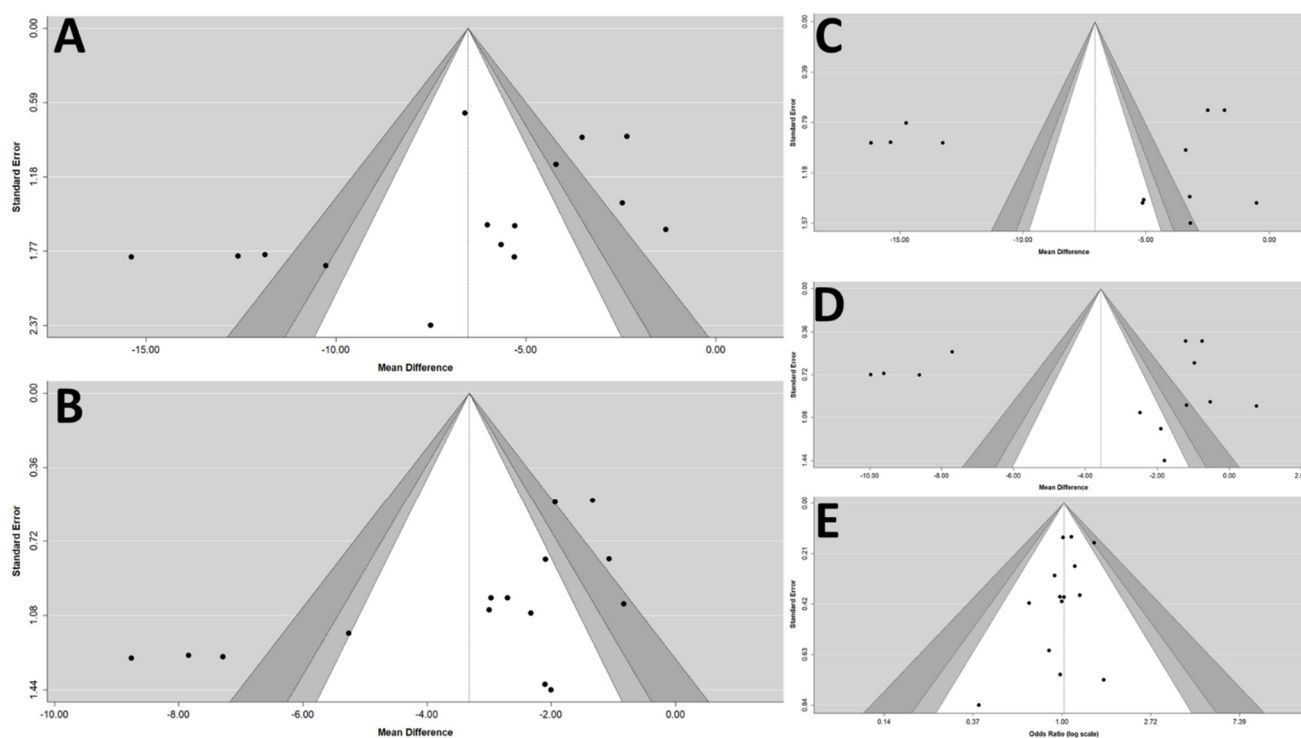 A
0.00
0.59
1.18
1.77
2.37
Standard Error
-15.00 -10.00 -5.00 0.00
Mean Difference
B
0.00
0.36
0.72
1.08
1.44
Standard Error
-10.00 -8.00 -6.00 -4.00 -2.00 0.00
Mean Difference
C
0.00
0.39
0.79
1.18
1.57
Standard Error
-15.00 -10.00 -5.00 0.00
Mean Difference
D
0.00
0.36
0.72
1.08
1.44
Standard Error
-10.00 -8.00 -6.00 -4.00 -2.00 0.00 2.0
Mean Difference
E
0.00
0.21
0.42
0.63
0.84
Standard Error
0.14 0.37 1.00 2.72 7.39
Odds Ratio (log scale)